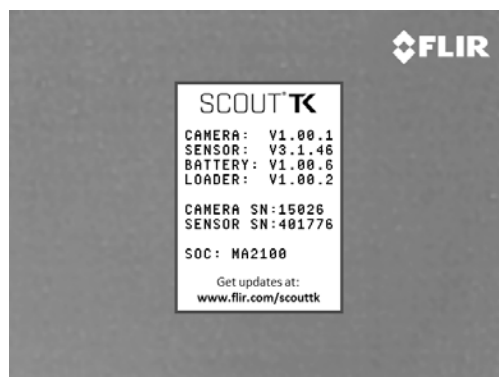 FLIR
SCOUT TK
CAMERA: V1.00.1
SENSOR: V3.1.46
BATTERY: V1.00.6
LOADER: V1.00.2
CAMERA SN:15026
SENSOR SN:401776
SOC: MA2100
Get updates at:
www.flir.com/scouttk